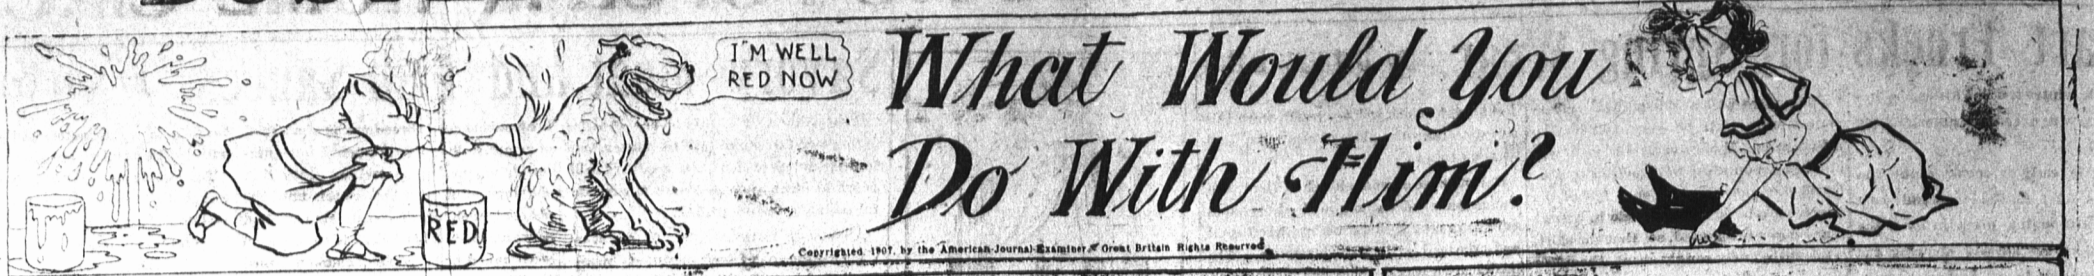 I'M WELL
RED NOW
RED
What Would You
Do With Him?
Copyrighted, 1907, by the American-Journal-Examiner. Great Britain Rights Reserved.